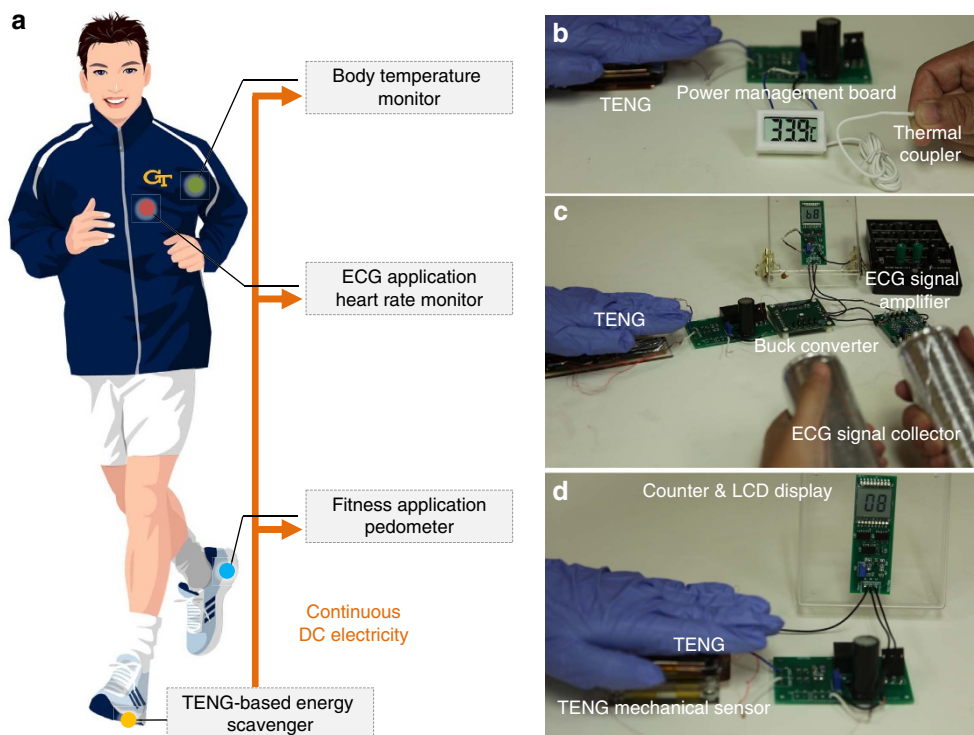 a
Body temperature
monitor
GT
ECG application
heart rate monitor
Fitness application
pedometer
Continuous
DC electricity
TENG-based energy
scavenger
b
TENG
Power management board
33.9°C
Thermal
coupler
c
ECG signal
amplifier
TENG
Buck converter
ECG signal collector
d
Counter & LCD display
08
TENG
TENG mechanical sensor